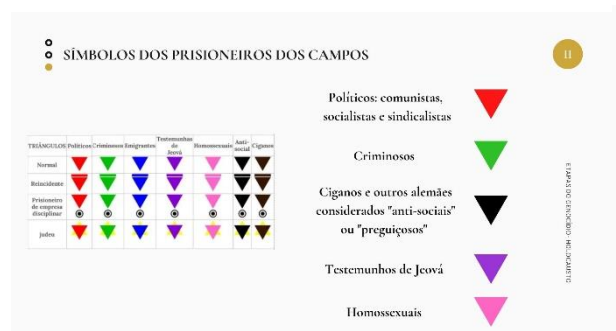 SÍMBOLOS DOS PRISIONEIROS DOS CAMPOS
II
TRIÂNGULOS Políticos Criminosos Emigrantes Testemunhas de Jeová Homossexuais Anti-social Ciganos
Normal
Reincidente
Prisioneiro
de empresa
disciplinar
judeu
Políticos: comunistas,
socialistas e sindicalistas
Criminosos
Ciganos e outros alemães
considerados "anti-sociais"
ou "preguiçosos"
Testemunhos de Jeová
Homossexuais
ETAPAS DO GENOCÍDIO - HOLOCAUSTO